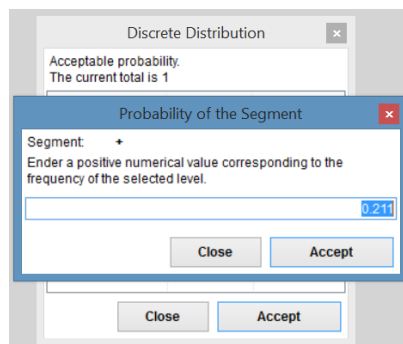 Discrete Distribution
Acceptable probability.
The current total is 1
Probability of the Segment
Segment: +
Ender a positive numerical value corresponding to the
frequency of the selected level.
0.211
Close Accept
Close Accept